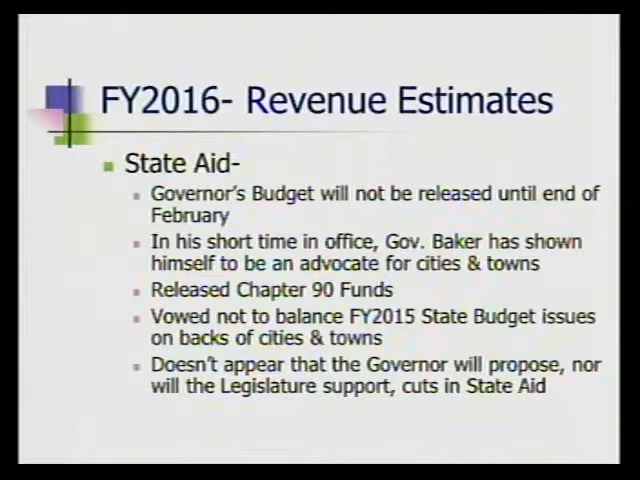 FY2016- Revenue Estimates
State Aid-
Governor's Budget will not be released until end of
February
In his short time in office, Gov. Baker has shown
himself to be an advocate for cities & towns
Released Chapter 90 Funds
Vowed not to balance FY2015 State Budget issues
on backs of cities & towns
Doesn't appear that the Governor will propose, nor
will the Legislature support, cuts in State Aid